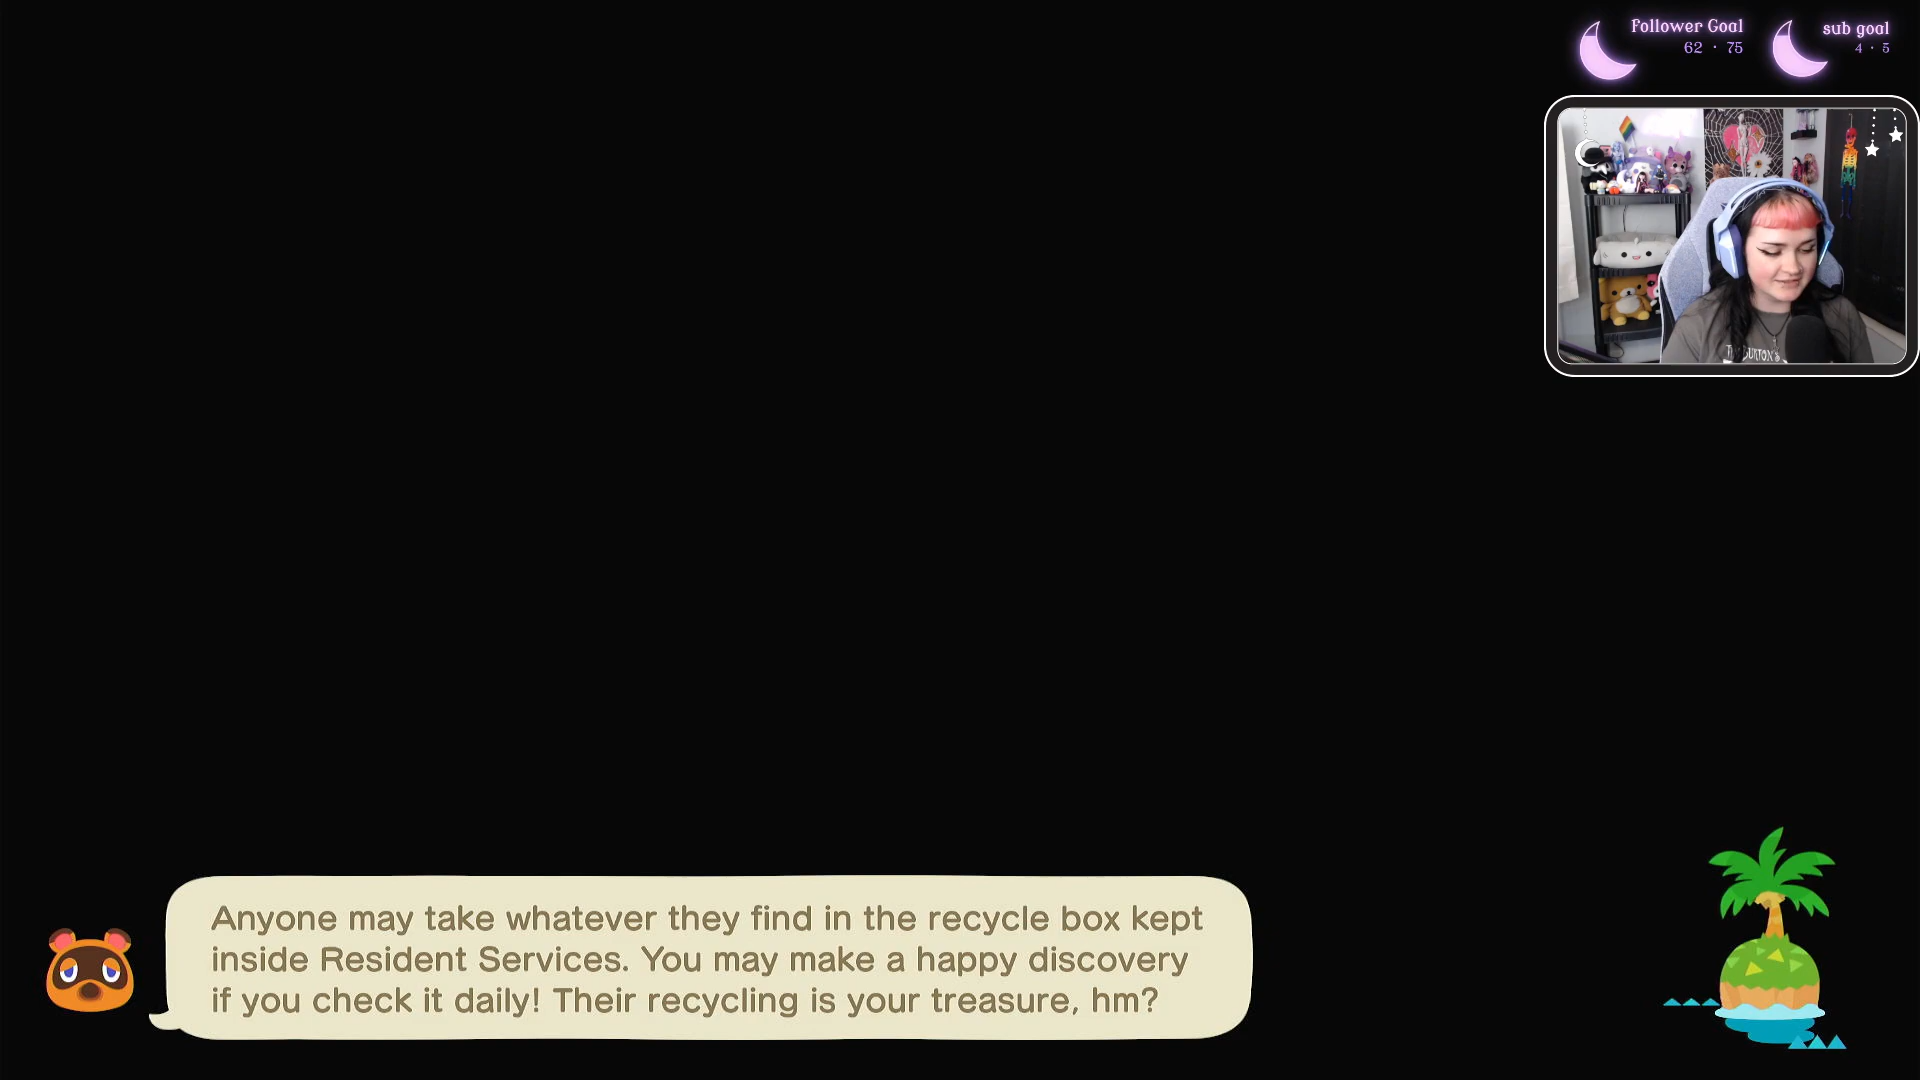 Follower Goal
62 · 75
sub goal
4 · 5
Anyone may take whatever they find in the recycle box kept
inside Resident Services. You may make a happy discovery
if you check it daily! Their recycling is your treasure, hm?